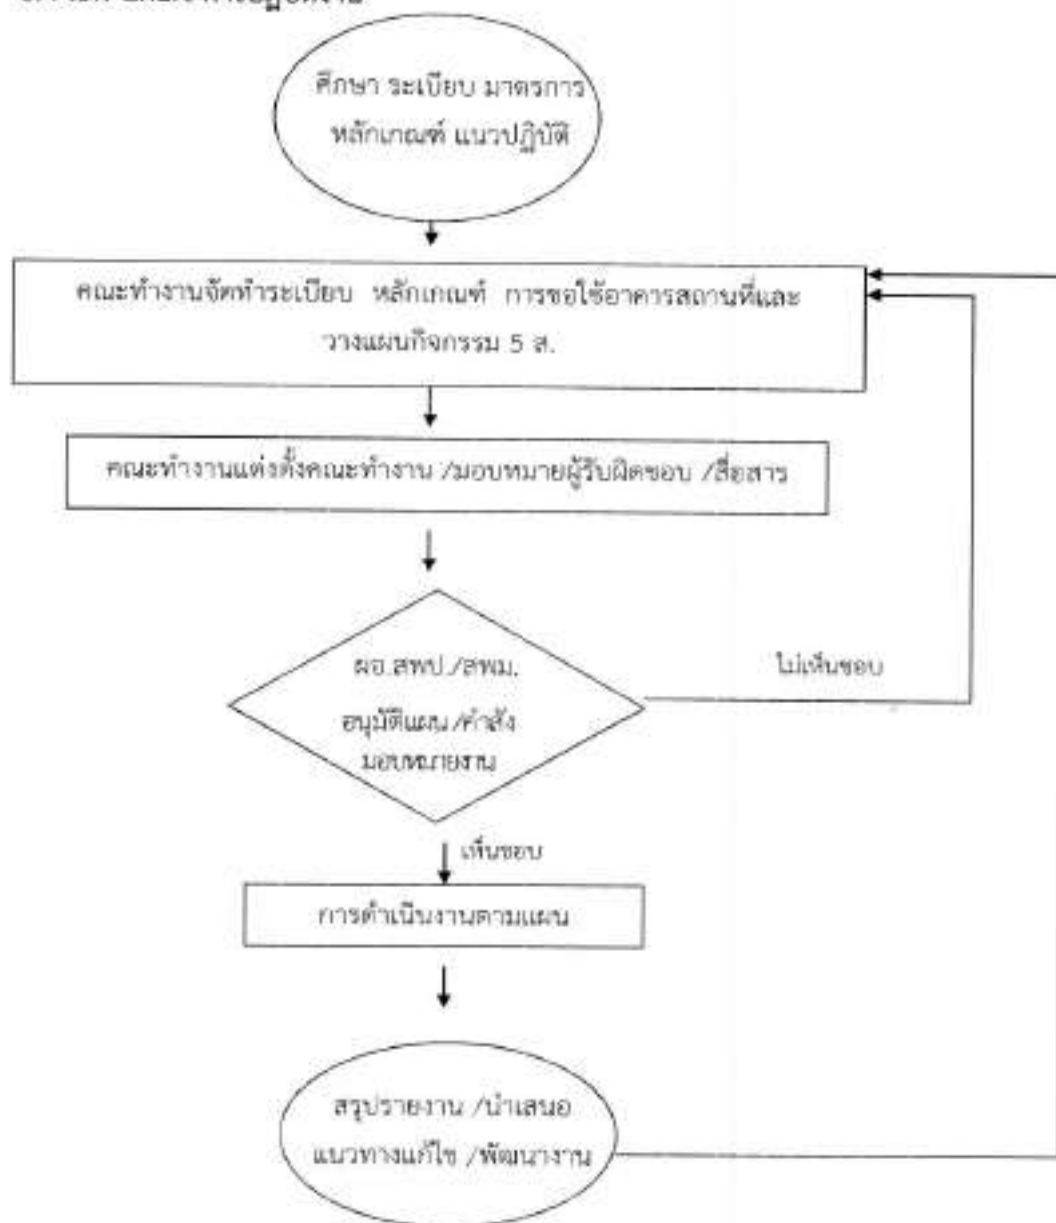 ศึกษา ระเบียบ มาตรการ
หลักเกณฑ์ แนวปฏิบัติ
คณะทำงานจัดทำระเบียบ หลักเกณฑ์ การขอใช้อาคารสถานที่และ
วางแผนกิจกรรม 5 ส.
คณะทำงานแต่งตั้งคณะทำงาน /มอบหมายผู้รับผิดชอบ /สื่อสาร
ผอ.สพป./สพม.
อนุมัติแผน/คำสั่ง
มอบหมายงาน
ไม่เห็นชอบ
เห็นชอบ
การดำเนินงานตามแผน
สรุปรายงาน /นำเสนอ
แนวทางแก้ไข /พัฒนางาน